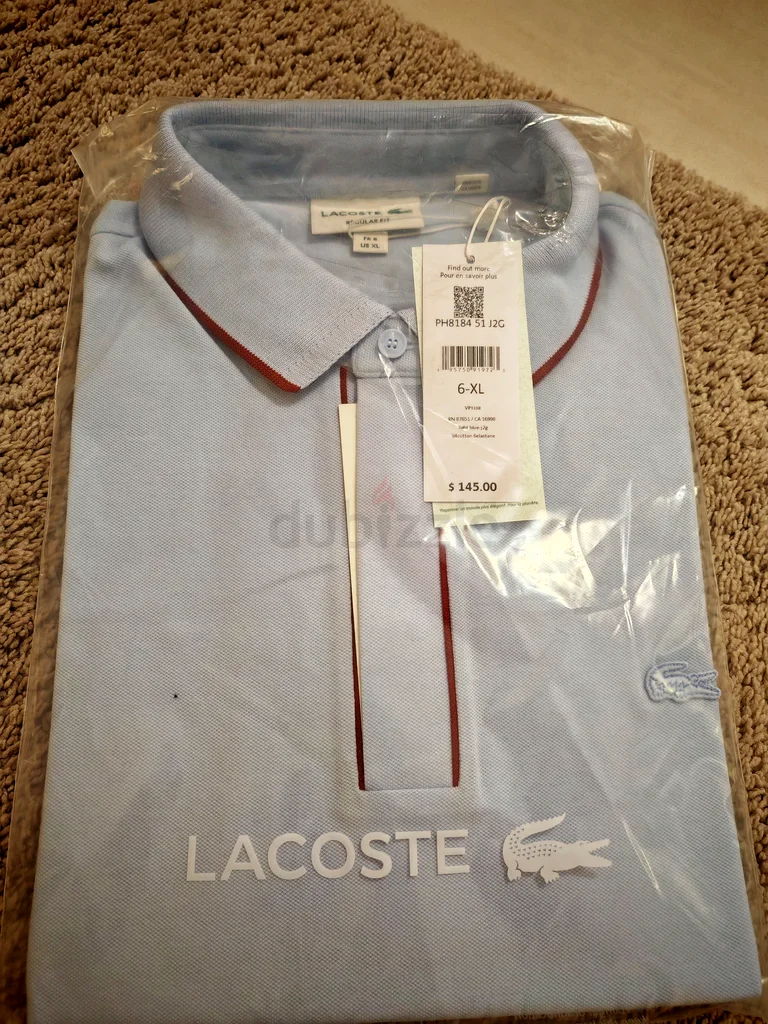 LACOSTE
REGULAR FIT
FR 6
US XL
Find out more.
Pour en savoir plus
PH8184 51 J2G
6-XL
$ 145.00
dubizzle
LACOSTE